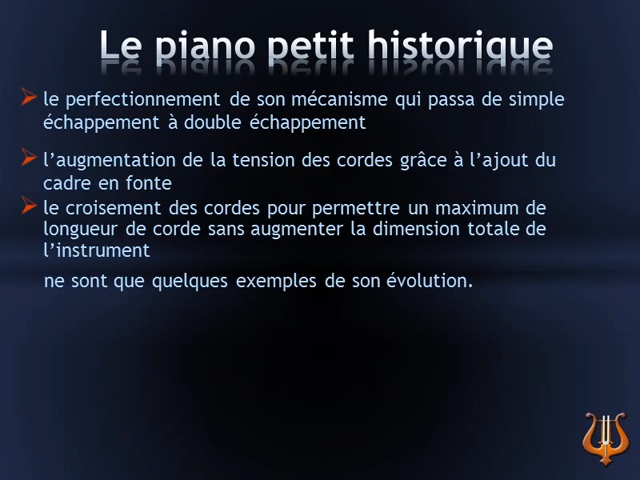 Le piano petit historique
le perfectionnement de son mécanisme qui passa de simple
échappement à double échappement
l’augmentation de la tension des cordes grâce à l’ajout du
cadre en fonte
le croisement des cordes pour permettre un maximum de
longueur de corde sans augmenter la dimension totale de
l’instrument
ne sont que quelques exemples de son évolution.